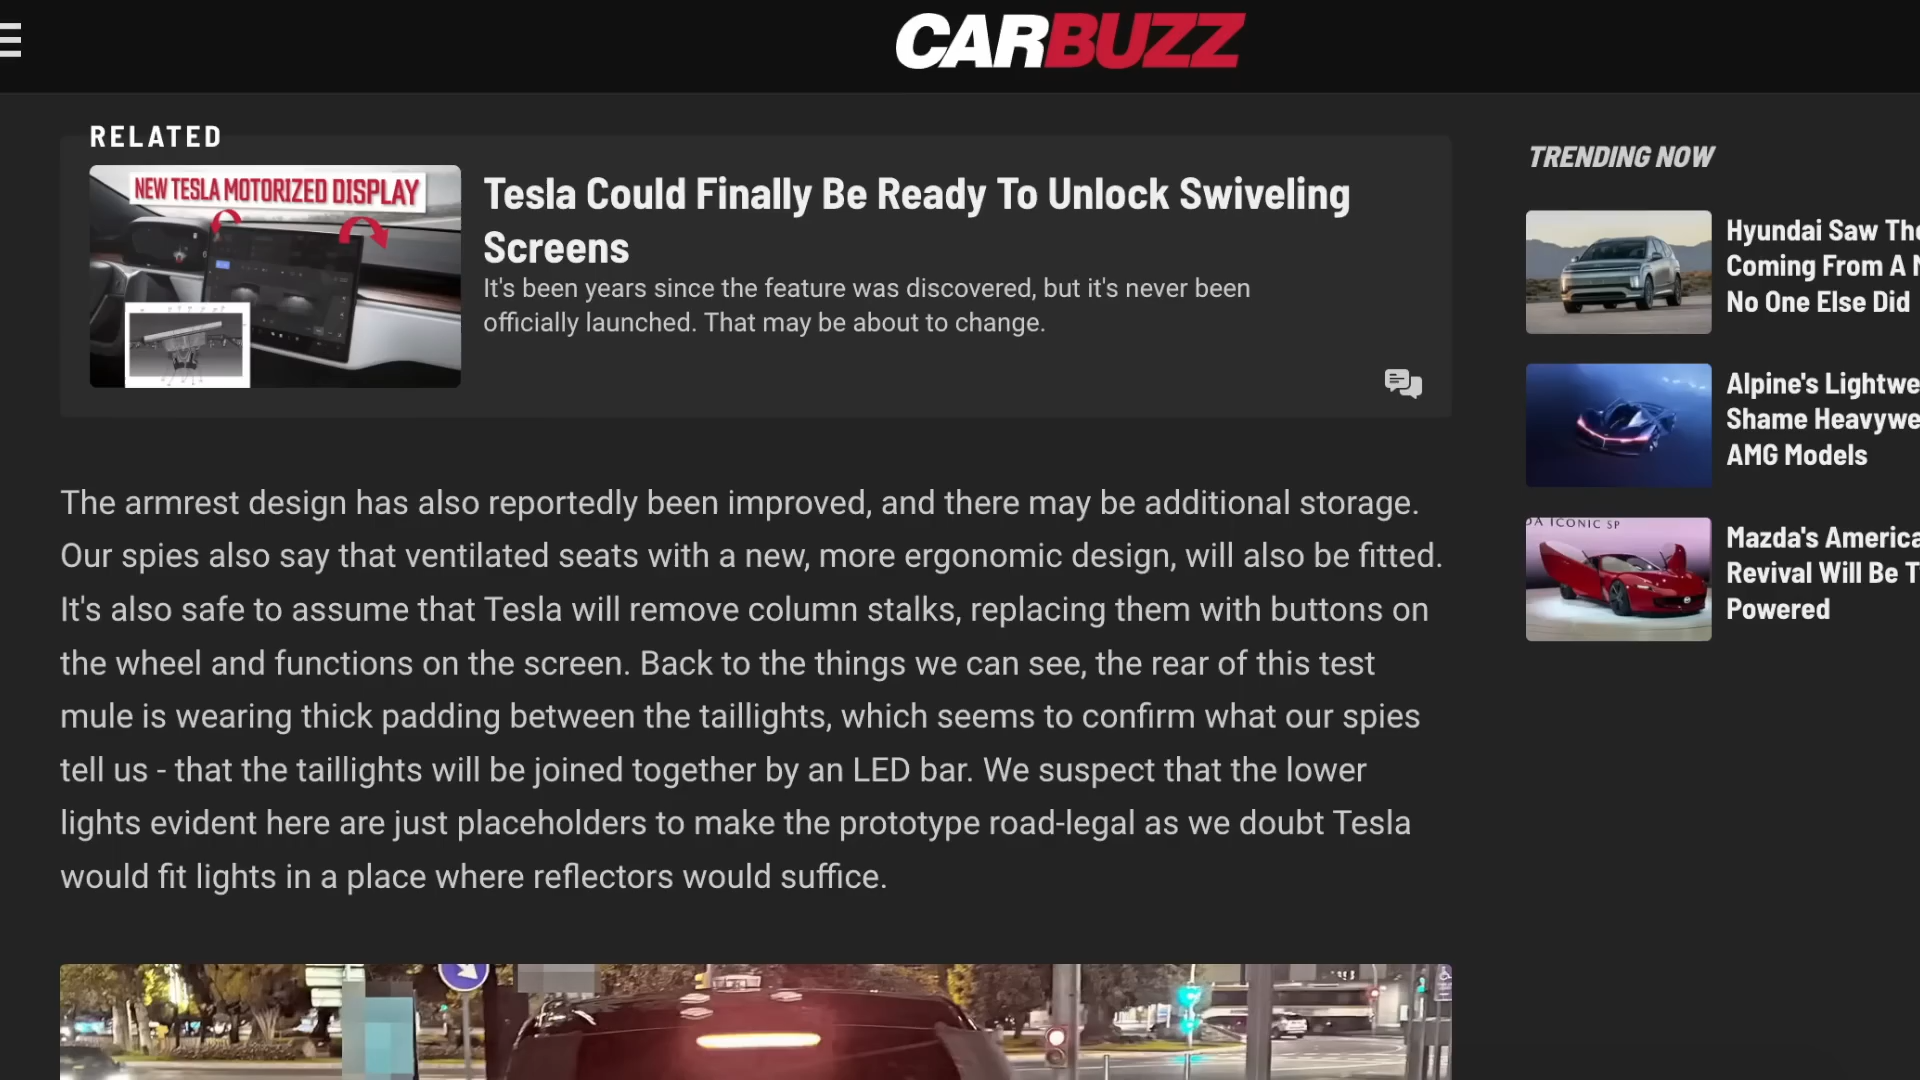 CARBUZZ
RELATED
NEW TESLA MOTORIZED DISPLAY
Tesla Could Finally Be Ready To Unlock Swiveling
Screens
It's been years since the feature was discovered, but it's never been
officially launched. That may be about to change.
The armrest design has also reportedly been improved, and there may be additional storage.
Our spies also say that ventilated seats with a new, more ergonomic design, will also be fitted.
It's also safe to assume that Tesla will remove column stalks, replacing them with buttons on
the wheel and functions on the screen. Back to the things we can see, the rear of this test
mule is wearing thick padding between the taillights, which seems to confirm what our spies
tell us - that the taillights will be joined together by an LED bar. We suspect that the lower
lights evident here are just placeholders to make the prototype road-legal as we doubt Tesla
would fit lights in a place where reflectors would suffice.
TRENDING NOW
Hyundai Saw The
Coming From A
No One Else Did
Alpine's Lightwe
Shame Heavywe
AMG Models
DA ICONIC SP
Mazda's America
Revival Will Be T
Powered